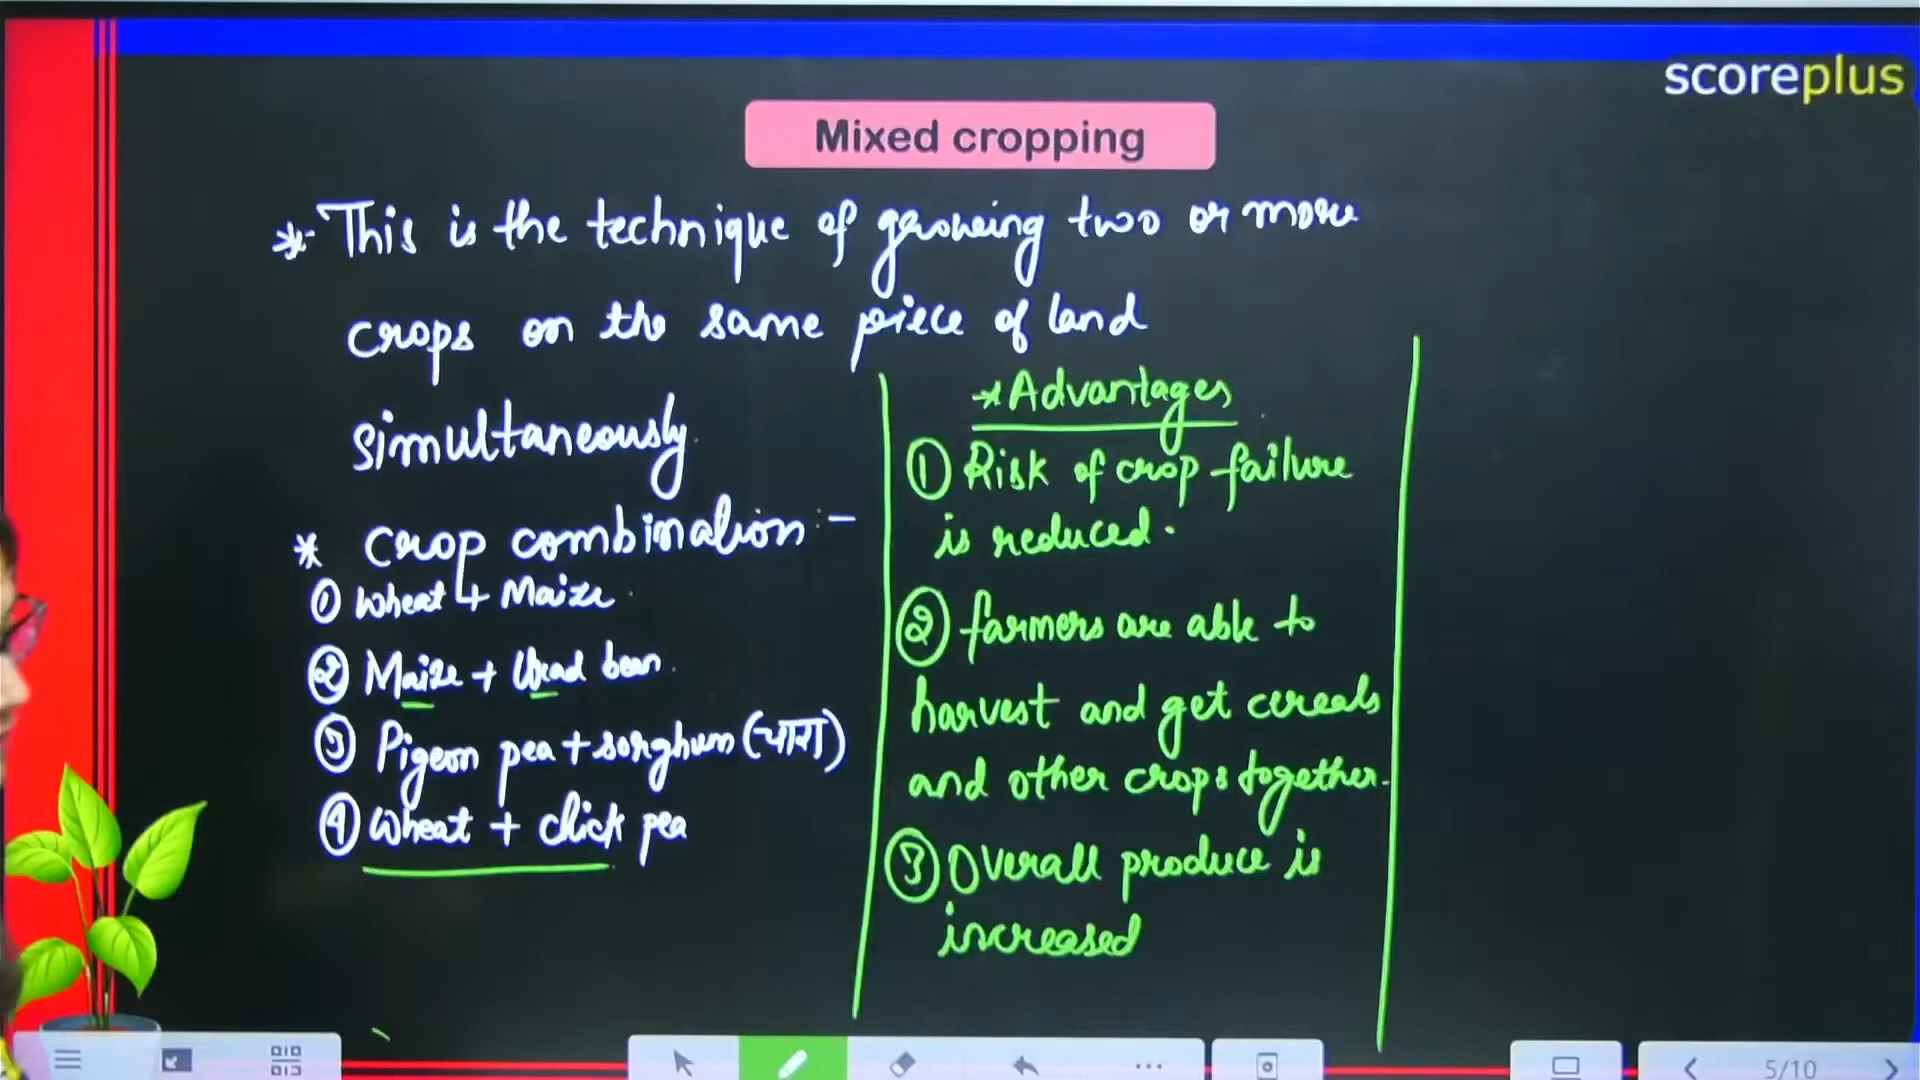 scoreplus
Mixed cropping
* This is the technique of growing two or more
crops on the same piece of land
simultaneously.
* Crop combination :-
① Wheat + Maize
② Maize + Urad bean
③ Pigeon pea + sorghum (चारा)
④ Wheat + chick pea
* Advantages
① Risk of crop failure
is reduced.
② farmers are able to
harvest and get cereals
and other crops together.
③ Overall produce is
increased
5/10